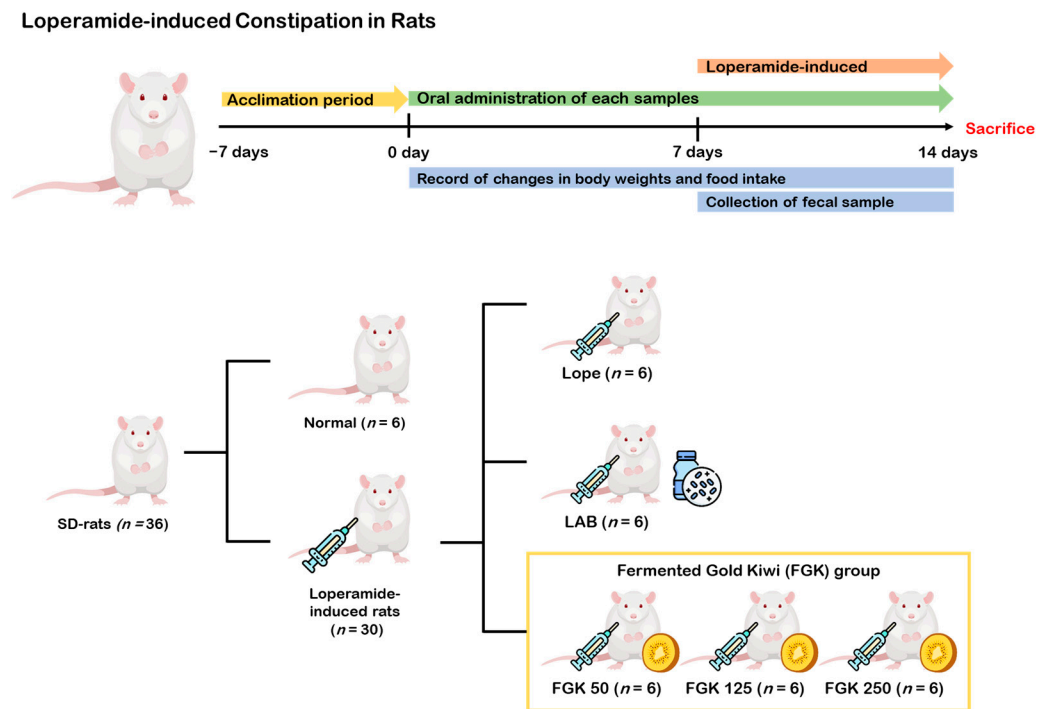 Loperamide-induced Constipation in Rats
Loperamide-induced
Acclimation period
Oral administration of each samples
Sacrifice
−7 days
0 day
7 days
14 days
Record of changes in body weights and food intake
Collection of fecal sample
Lope (n = 6)
Normal (n = 6)
SD-rats (n = 36)
LAB (n = 6)
Loperamide-
induced rats
(n = 30)
Fermented Gold Kiwi (FGK) group
FGK 50 (n = 6)
FGK 125 (n = 6)
FGK 250 (n = 6)